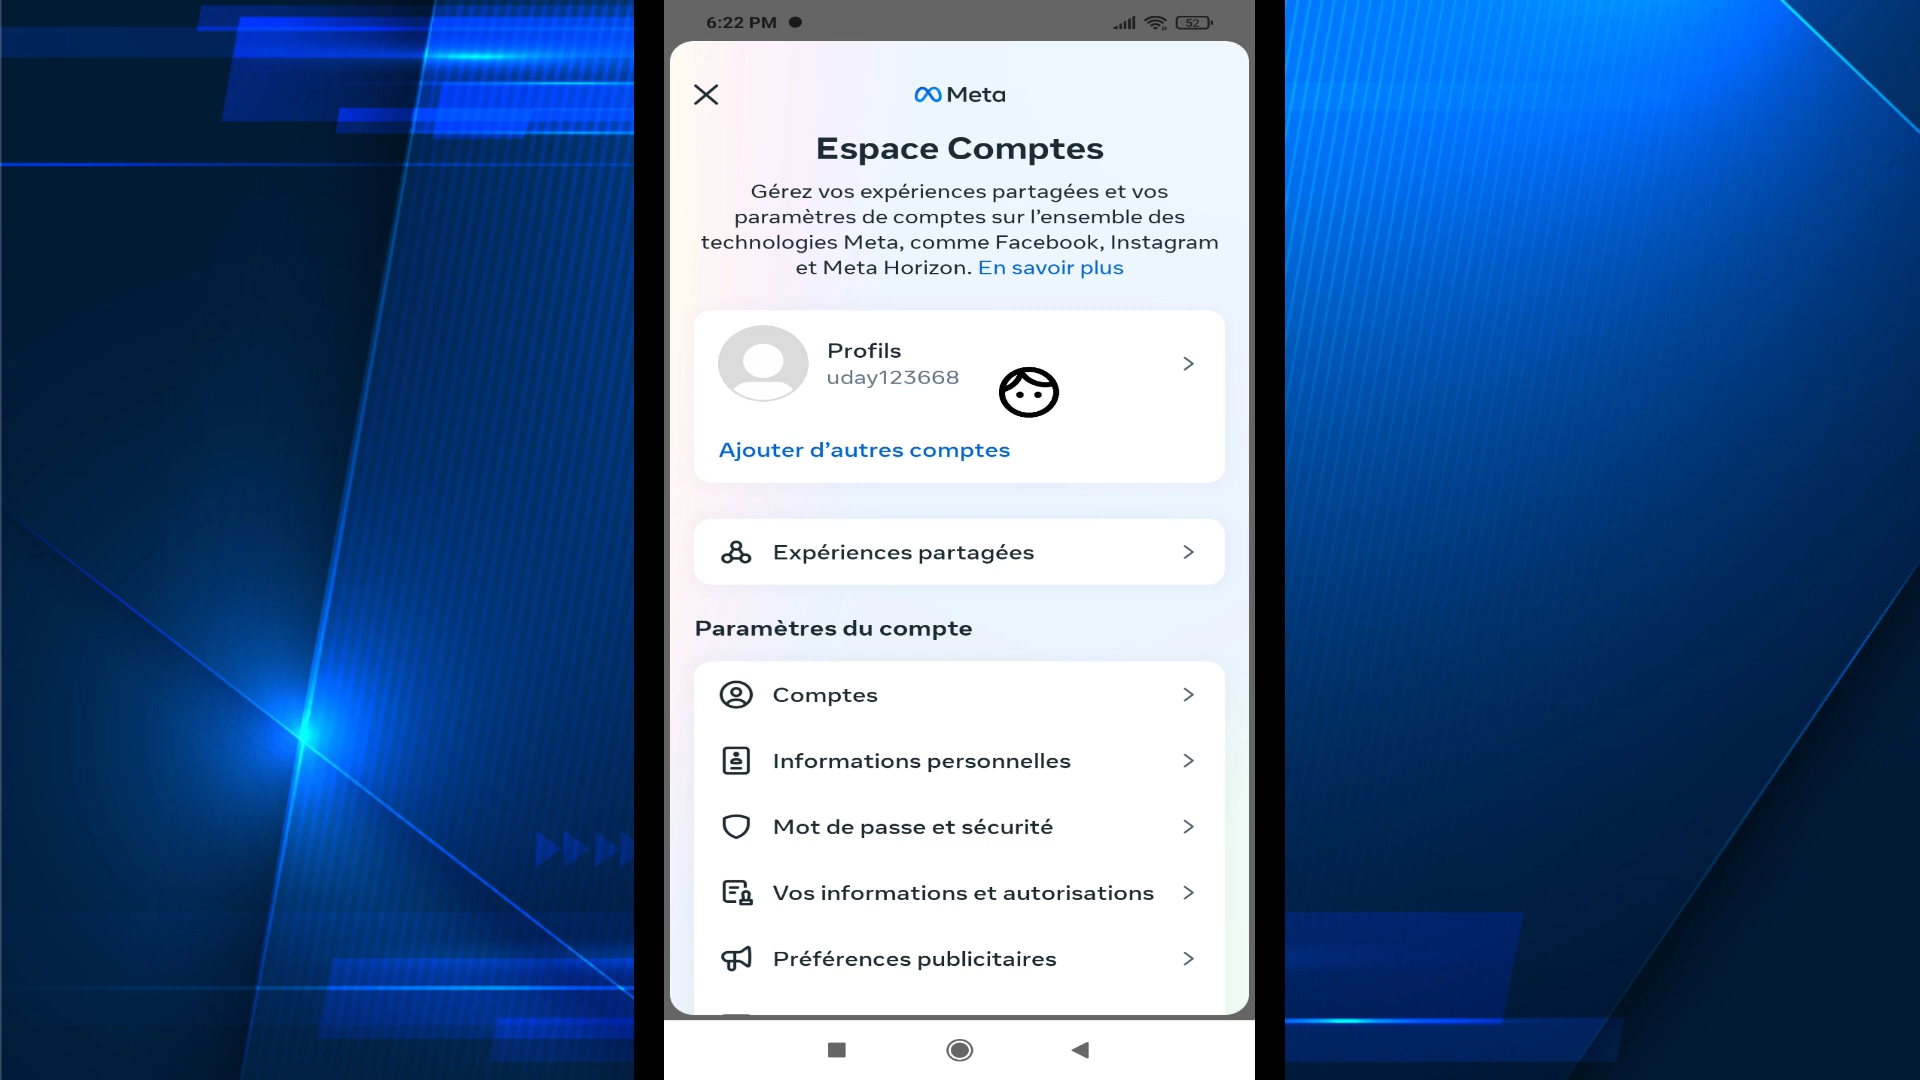 6:22 PM
52
Meta
Espace Comptes
Gérez vos expériences partagées et vos
paramètres de comptes sur l’ensemble des
technologies Meta, comme Facebook, Instagram
et Meta Horizon. En savoir plus
Profils
uday123668
Ajouter d’autres comptes
Expériences partagées
Paramètres du compte
Comptes
Informations personnelles
Mot de passe et sécurité
Vos informations et autorisations
Préférences publicitaires